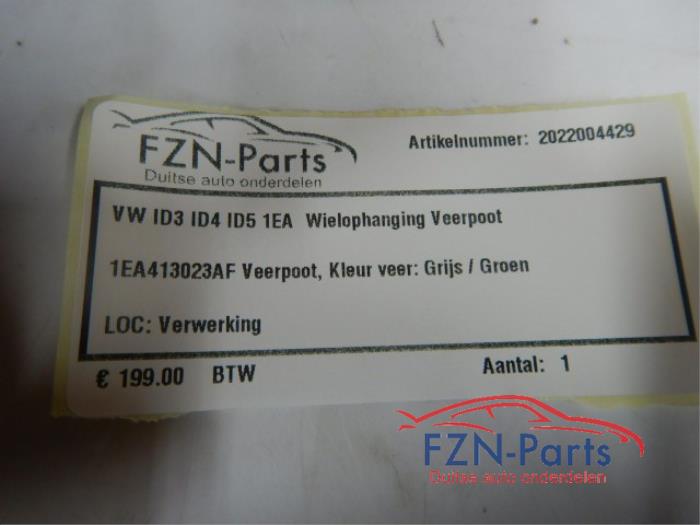 FZN-Parts
Duitse auto onderdelen
Artikelnummer: 2022004429
VW ID3 ID4 ID5 1EA Wielophanging Veerpoot
1EA413023AF Veerpoot, Kleur veer: Grijs / Groen
LOC: Verwerking
€ 199.00 BTW
Aantal: 1
FZN-Parts
Duitse auto onderdelen